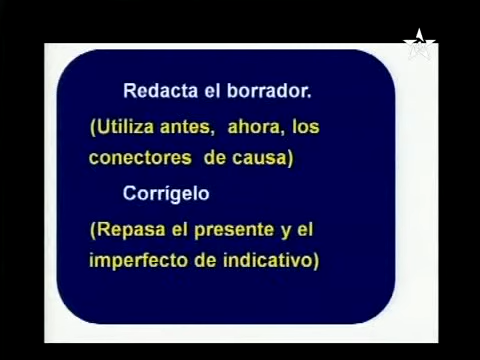 Redacta el borrador.
(Utiliza antes, ahora, los
conectores de causa)
Corrígelo
(Repasa el presente y el
imperfecto de indicativo)